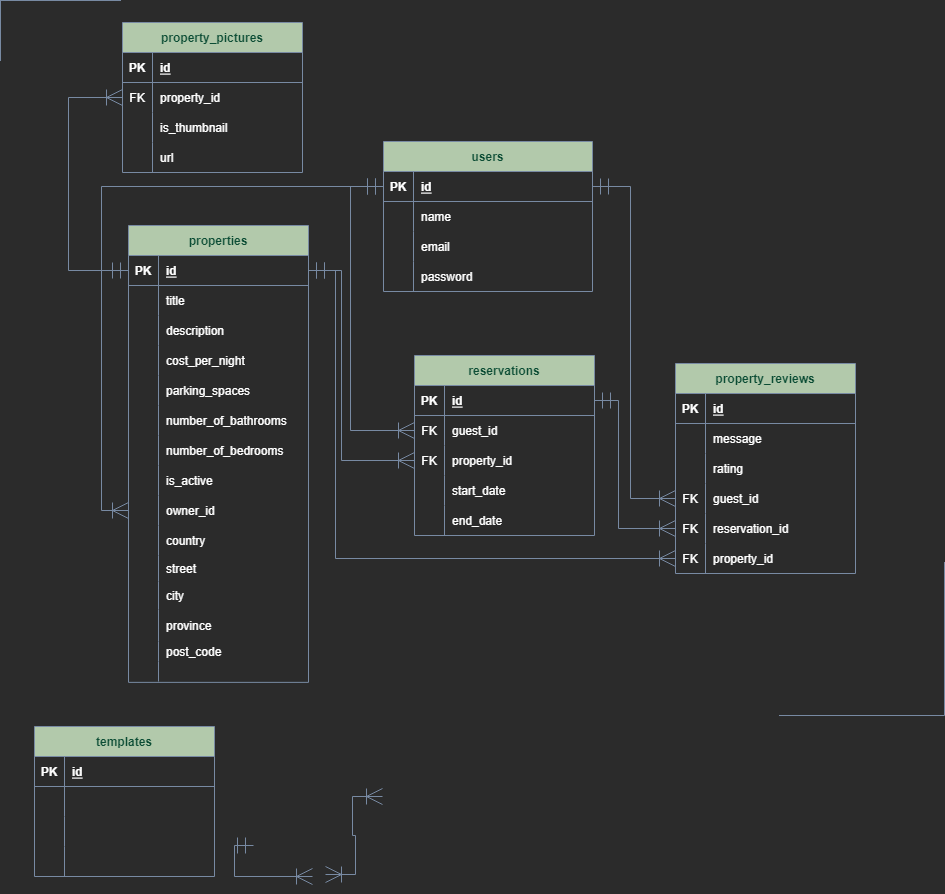 property_pictures
PK id
FK property_id
is_thumbnail
url
users
PK id
name
email
password
properties
PK id
title
description
cost_per_night
parking_spaces
number_of_bathrooms
number_of_bedrooms
is_active
owner_id
country
street
city
province
post_code
reservations
PK id
FK guest_id
FK property_id
start_date
end_date
property_reviews
PK id
message
rating
FK guest_id
FK reservation_id
FK property_id
templates
PK id